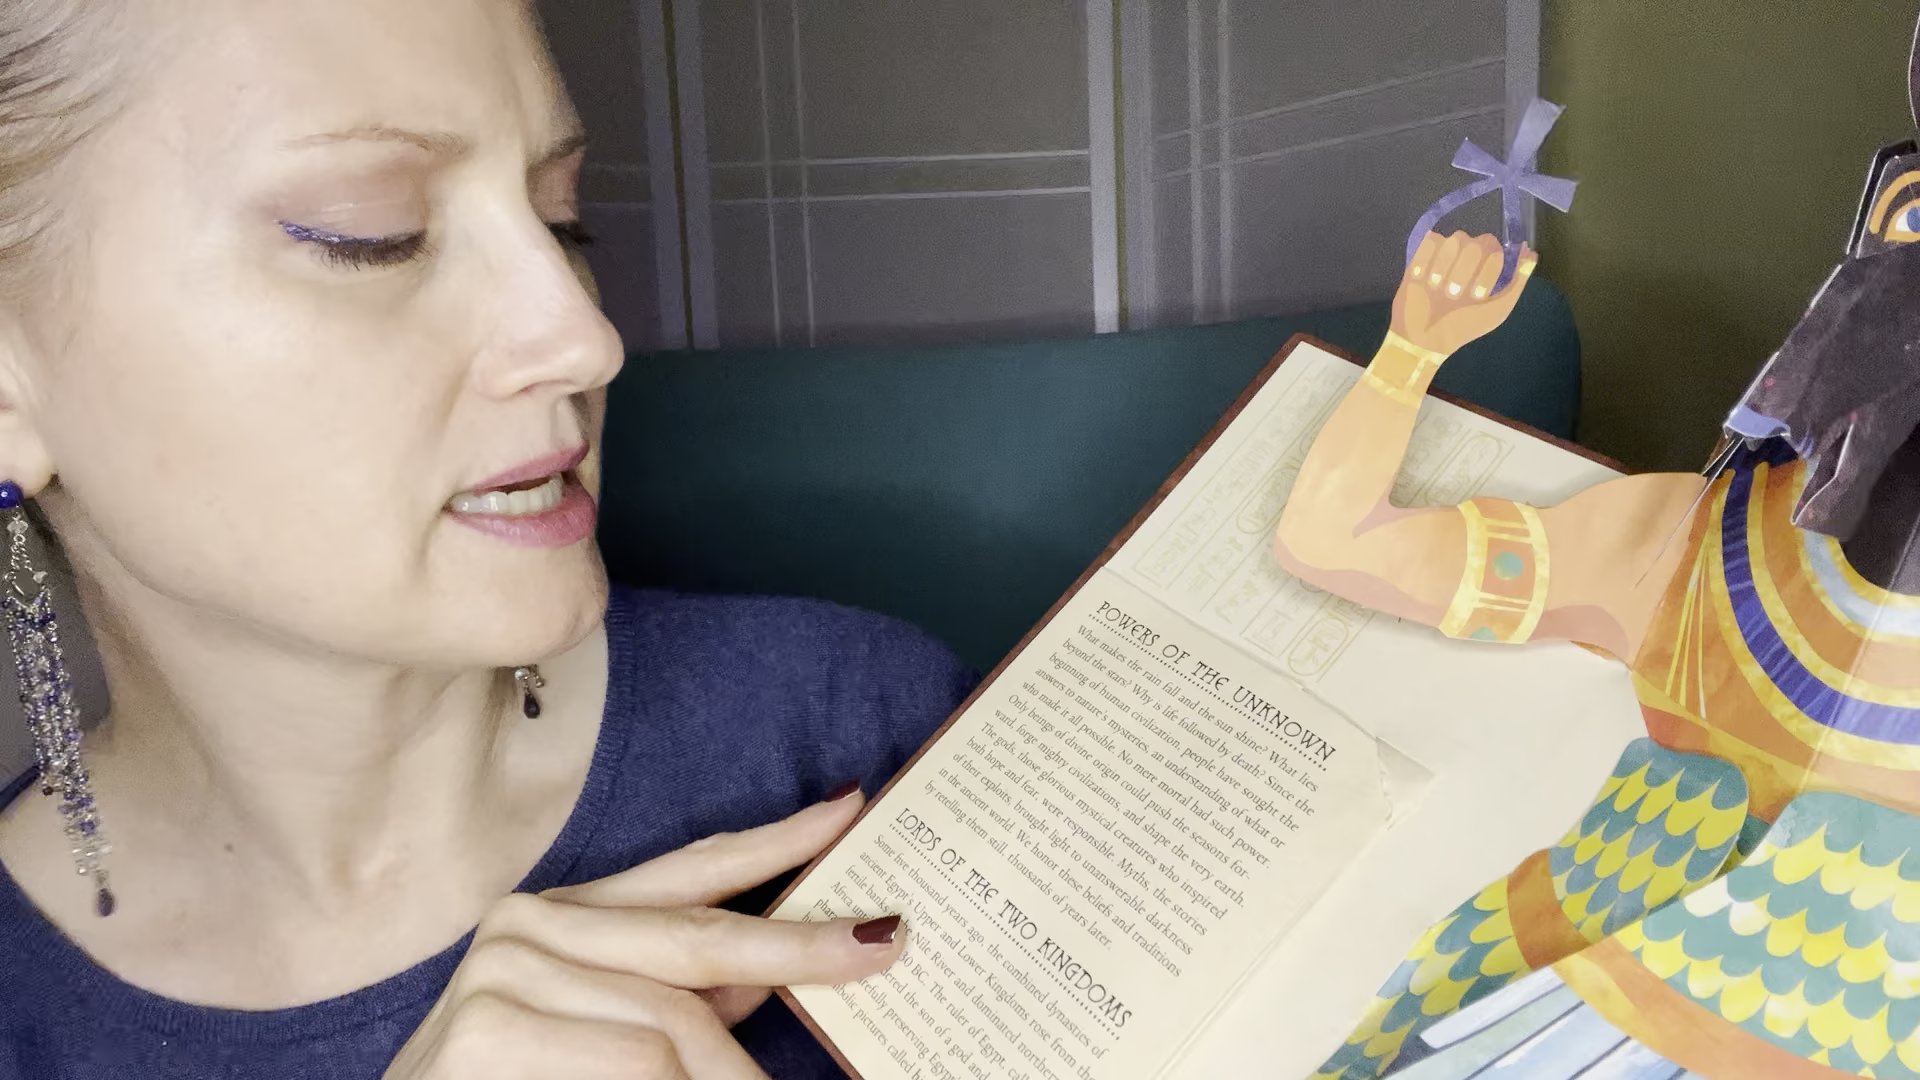 POWERS OF THE UNKNOWN
What makes the rain fall and the sun shine? What lies
beyond the stars? Why is life followed by death? Since the
beginning of human civilization, people have sought the
answers to nature's mysteries, an understanding of what or
who made it all possible. No mere mortal had such power.
Only beings of divine origin could push the seasons for-
ward, forge mighty civilizations, and shape the very earth.
The gods, those glorious mystical creatures who inspired
both hope and fear, were responsible. Myths, the stories
of their exploits, brought light to unanswerable darkness
in the ancient world. We honor these beliefs and traditions
by retelling them still, thousands of years later.
LORDS OF THE TWO KINGDOMS
Some five thousand years ago, the combined dynasties of
ancient Egypt's Upper and Lower Kingdoms rose from the
fertile banks Nile River and dominated northern
Africa 30 BC. The ruler of Egypt,
the son of a god and
preserving
pictures called